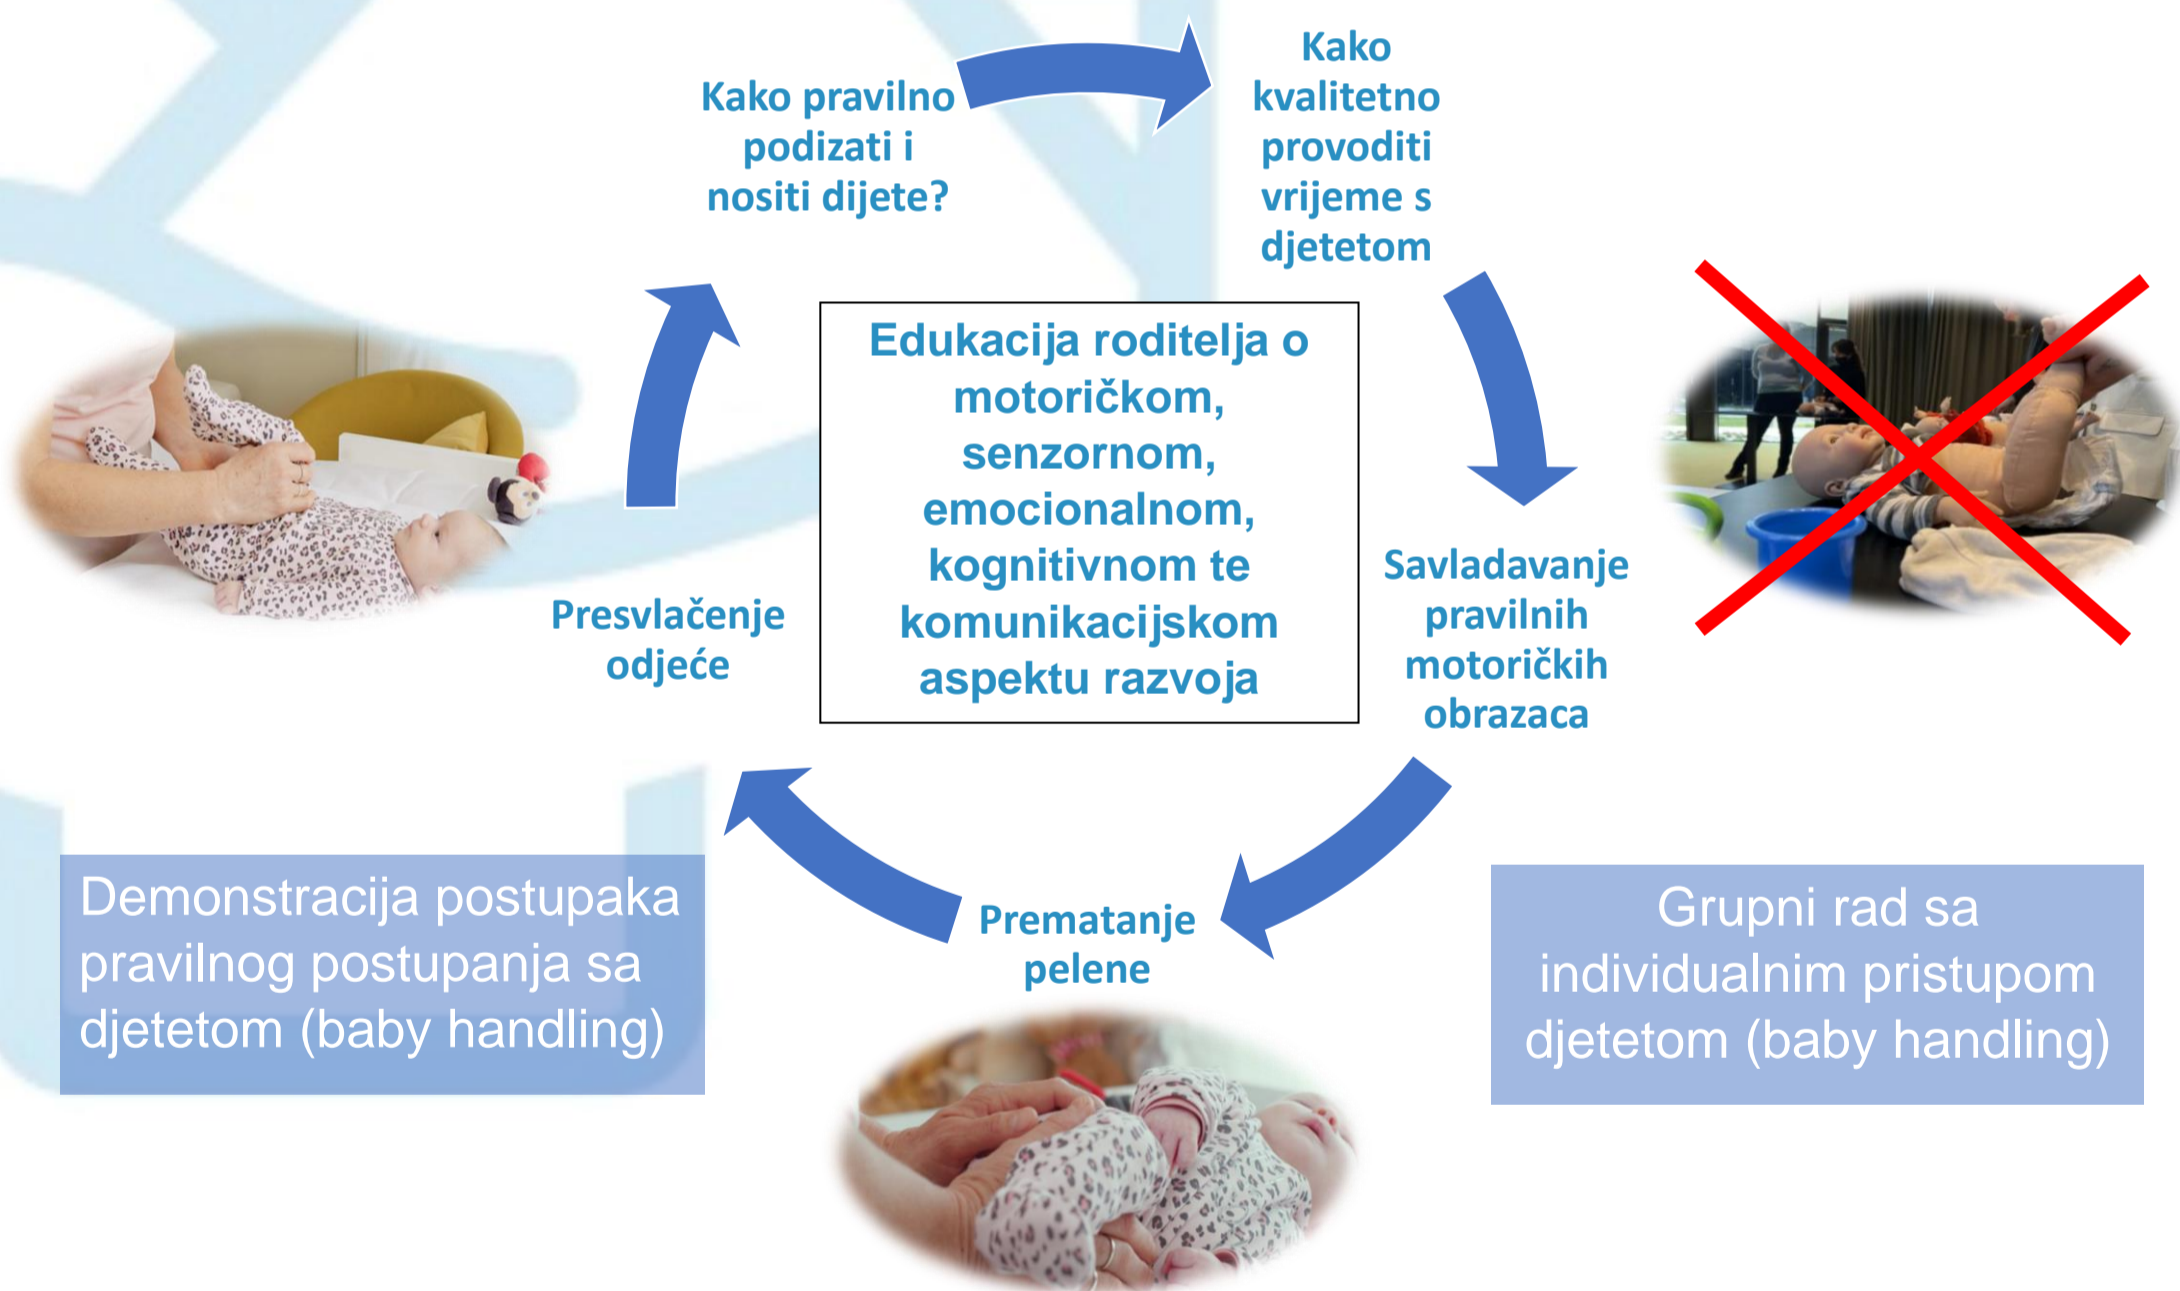 Kako pravilno
podizati i
nositi dijete?
Kako
kvalitetno
provoditi
vrijeme s
djetetom
Edukacija roditelja o
motoričkom,
senzornom,
emocionalnom,
kognitivnom te
komunikacijskom
aspektu razvoja
Presvlačenje
odjeće
Savladavanje
pravilnih
motoričkih
obrazaca
Prematanje
pelene
Demonstracija postupaka
pravilnog postupanja sa
djetetom (baby handling)
Grupni rad sa
individualnim pristupom
djetetom (baby handling)